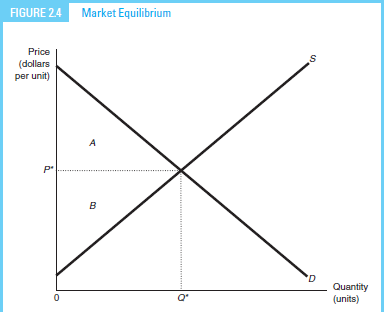 FIGURE 2.4 Market Equilibrium
Price
(dollars
per unit)
S
A
P*
B
D
Quantity
(units)
0
Q*